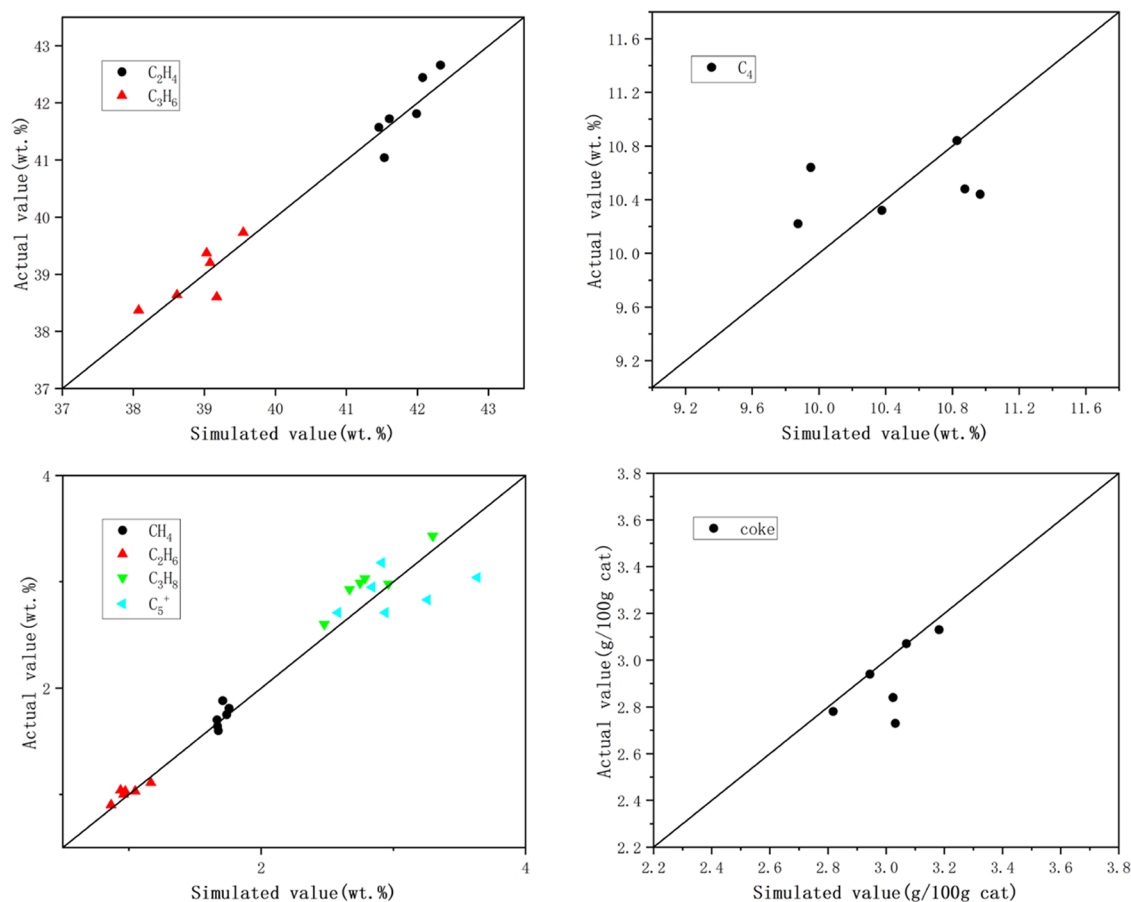 C₂H₄
C₃H₆
43
42
41
40
39
38
37
37 38 39 40 41 42 43
Simulated value(wt.%)
Actual value(wt.%)
C₄
11.6
11.2
10.8
10.4
10.0
9.6
9.2
9.2 9.6 10.0 10.4 10.8 11.2 11.6
Simulated value(wt.%)
Actual value(wt.%)
CH₄
C₂H₆
C₃H₈
C₅⁺
4
2
2 4
Simulated value(wt.%)
Actual value(wt.%)
coke
3.8
3.6
3.4
3.2
3.0
2.8
2.6
2.4
2.2
2.2 2.4 2.6 2.8 3.0 3.2 3.4 3.6 3.8
Simulated value(g/100g cat)
Actual value(g/100g cat)